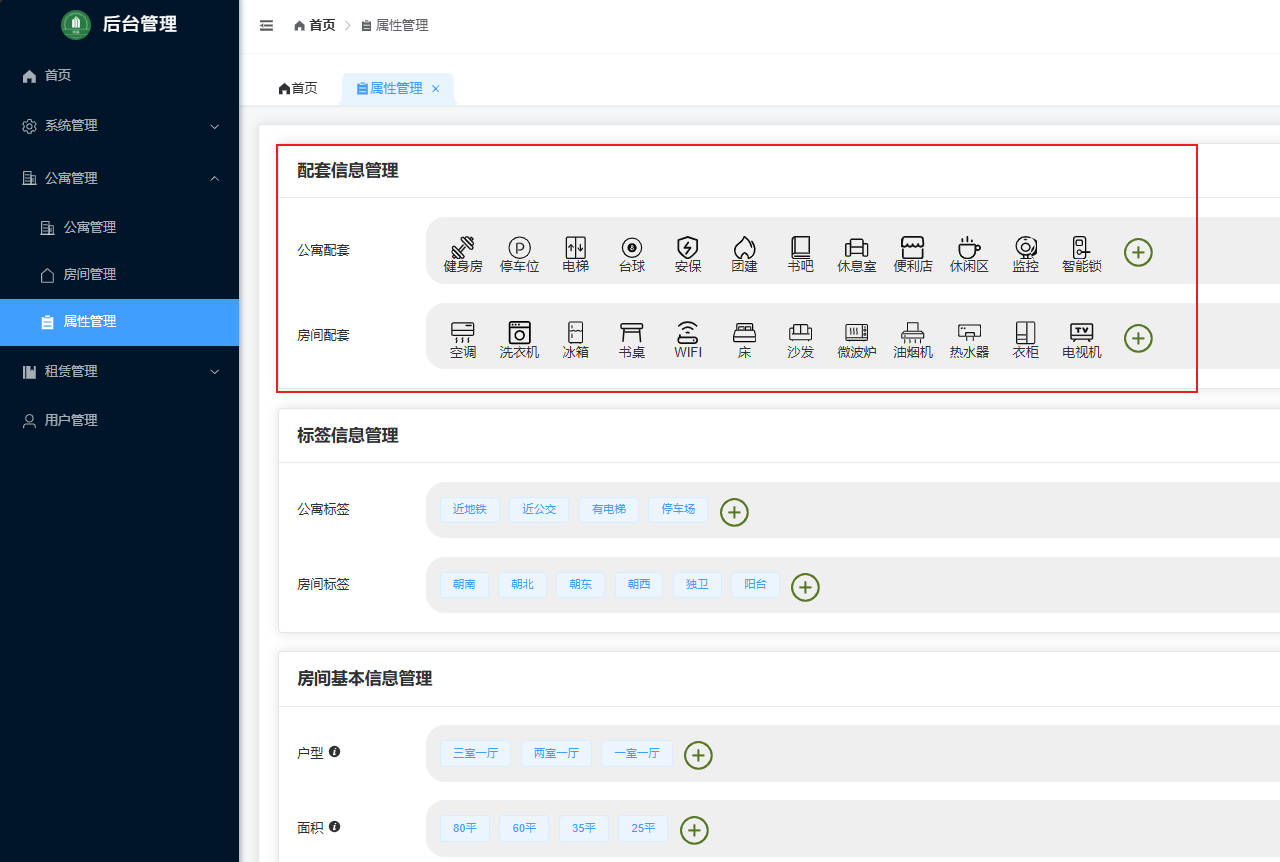 后台管理
首页
系统管理
公寓管理
公寓管理
房间管理
属性管理
租赁管理
用户管理
首页 属性管理
首页 属性管理 ×
配套信息管理
公寓配套
健身房 停车位 电梯 台球 安保 团建 书吧 休息室 便利店 休闲区 监控 智能锁
房间配套
空调 洗衣机 冰箱 书桌 WIFI 床 沙发 微波炉 油烟机 热水器 衣柜 电视机
标签信息管理
公寓标签 近地铁 近公交 有电梯 停车场
房间标签 朝南 朝北 朝东 朝西 独卫 阳台
房间基本信息管理
户型 三室一厅 两室一厅 一室一厅
面积 80平 60平 35平 25平